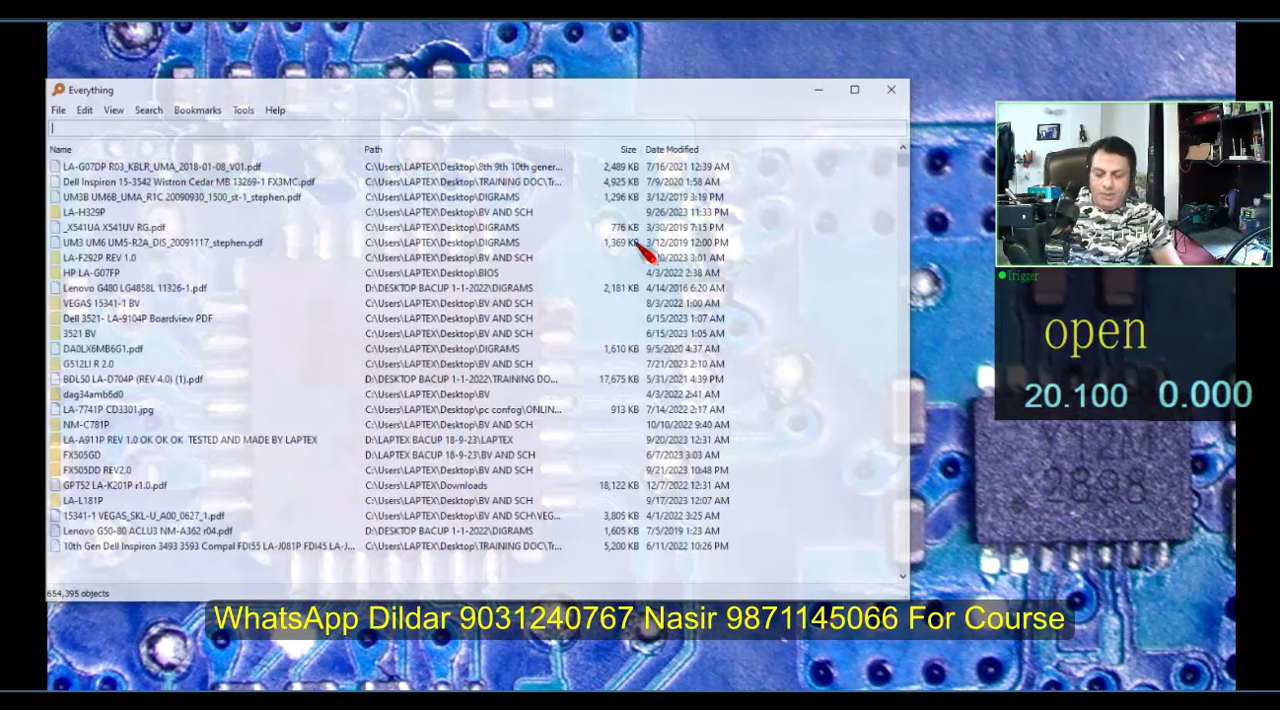 Everything
File Edit View Search Bookmarks Tools Help
Name Path Size Date Modified
LA-G07DP R03_KBLR_UMA_2018-01-08_V01.pdf C:\Users\LAPTEX\Desktop\8th 9th 10th gener... 2,489 KB 7/16/2021 12:39 AM
Dell Inspiron 15-3542 Wistron Cedar MB 13269-1 FX3MC.pdf C:\Users\LAPTEX\Desktop\TRAINING DOC\Tr... 4,925 KB 7/9/2020 1:58 AM
UM3B UM6B_UMA_R1C 20090930_1500_st-1_stephen.pdf C:\Users\LAPTEX\Desktop\DIGRAMS 1,296 KB 3/12/2019 3:19 PM
LA-H329P C:\Users\LAPTEX\Desktop\BV AND SCH 9/26/2023 11:33 PM
_X541UA X541UV RG.pdf C:\Users\LAPTEX\Desktop\DIGRAMS 776 KB 3/30/2019 7:15 PM
UM3 UM6 UM5-R2A_DIS_20091117_stephen.pdf C:\Users\LAPTEX\Desktop\DIGRAMS 1,369 KB 3/12/2019 12:00 PM
LA-F292P REV 1.0 C:\Users\LAPTEX\Desktop\BV AND SCH 3:01 AM
HP LA-G07FP C:\Users\LAPTEX\Desktop\BIOS 4/3/2022 2:38 AM
Lenovo G480 LG4858L 11326-1.pdf D:\DESKTOP BACUP 1-1-2022\DIGRAMS 2,181 KB 4/14/2016 6:20 AM
VEGAS 15341-1 BV C:\Users\LAPTEX\Desktop\BV AND SCH 8/3/2022 1:00 AM
Dell 3521- LA-9104P Boardview PDF C:\Users\LAPTEX\Desktop\BV AND SCH 6/15/2023 1:07 AM
3521 BV C:\Users\LAPTEX\Desktop\BV AND SCH 6/15/2023 1:05 AM
DA0LX6MB6G1.pdf C:\Users\LAPTEX\Desktop\DIGRAMS 1,610 KB 9/5/2020 4:37 AM
G512LI R 2.0 C:\Users\LAPTEX\Desktop\BV AND SCH 7/21/2023 2:10 AM
BDL50 LA-D704P (REV 4.0) (1).pdf D:\DESKTOP BACUP 1-1-2022\TRAINING DO... 17,675 KB 5/31/2021 4:39 PM
dag34amb6d0 C:\Users\LAPTEX\Desktop\BV 4/3/2022 2:41 AM
LA-7741P CD3301.jpg C:\Users\LAPTEX\Desktop\pc confog\ONLIN... 913 KB 7/14/2022 2:17 AM
NM-C781P C:\Users\LAPTEX\Desktop\BV AND SCH 10/10/2022 9:40 AM
LA-A911P REV 1.0 OK OK OK TESTED AND MADE BY LAPTEX D:\LAPTEX BACUP 18-9-23\LAPTEX 9/20/2023 12:31 AM
FX505GD D:\LAPTEX BACUP 18-9-23\BV AND SCH 6/7/2023 3:03 AM
FX505DD REV2.0 C:\Users\LAPTEX\Desktop\BV AND SCH 9/21/2023 10:48 PM
GPT52 LA-K201P r1.0.pdf C:\Users\LAPTEX\Downloads 18,122 KB 12/7/2022 12:31 AM
LA-L181P C:\Users\LAPTEX\Desktop\BV AND SCH 9/17/2023 12:07 AM
15341-1 VEGAS_SKL-U_A00_0627_1.pdf C:\Users\LAPTEX\Desktop\BV AND SCH\VEG... 3,805 KB 4/1/2022 3:25 AM
Lenovo G50-80 ACLU3 NM-A362 r04.pdf D:\DESKTOP BACUP 1-1-2022\DIGRAMS 1,605 KB 7/5/2019 1:23 AM
10th Gen Dell Inspiron 3493 3593 Compal FDI55 LA-J081P FDI45 LA-J... C:\Users\LAPTEX\Desktop\TRAINING DOC\Tr... 5,200 KB 6/11/2022 10:26 PM
654,395 objects
Trigger
open
20.100 0.000
WhatsApp Dildar 9031240767 Nasir 9871145066 For Course